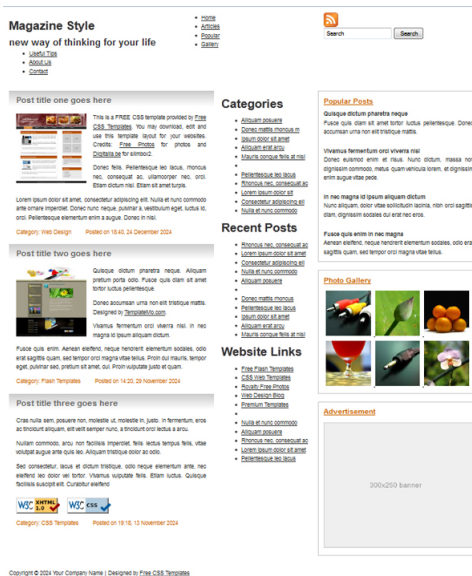 Magazine Style
new way of thinking for your life
Useful Tips
About Us
Contact
Home
Articles
Popular
Gallery
Search
Search
Post title one goes here
This is a FREE CSS template provided by Free
CSS Templates. You may download, edit and
use this template layout for your websites.
Credits: Free Photos for photos and
Digitalia.be for slimbox2.
Donec felis. Pellentesque leo lacus, rhoncus
nec, consequat ac, ullamcorper nec, orci.
Etiam dictum nisl. Etiam sit amet turpis.
Lorem ipsum dolor sit amet, consectetur adipiscing elit. Nulla et nunc commodo
ante ornare imperdiet. Donec nunc neque, pulvinar a, vestibulum eget, luctus id,
orci. Pellentesque elementum enim a augue. Donec in nisl.
Category: Web Design Posted on 18:40, 24 December 2024
Post title two goes here
Quisque dictum pharetra neque. Aliquam
pretium porta odio. Fusce quis diam sit amet
tortor luctus pellentesque.
Donec accumsan urna non elit tristique mattis.
Designed by TemplateMo.com.
Vivamus fermentum orci viverra nisl. In nec
magna id ipsum aliquam dictum.
Fusce quis enim. Aenean eleifend, neque hendrerit elementum sodales, odio
erat sagittis quam, sed tempor orci magna vitae tellus. Proin dui mauris, tempor
eget, pulvinar sed, pretium sit amet, dui. Proin vulputate justo et quam.
Category: Flash Templates Posted on 14:20, 29 November 2024
Post title three goes here
Cras nulla sem, posuere non, molestie ut, molestie in, justo. In fermentum, eros
ac tincidunt aliquam, elit velit semper nunc, a tincidunt orci lectus a arcu.
Nullam commodo, arcu non facilisis imperdiet, felis lectus tempus felis, vitae
volutpat augue ante quis leo. Aliquam tristique dolor ac odio.
Sed consectetur, lacus et dictum tristique, odio neque elementum ante, nec
eleifend leo dolor vel tortor. Vivamus vulputate felis. Etiam luctus. Quisque
facilisis suscipit elit. Curabitur eleifend
W3C XHTML 1.0
W3C css
Category: CSS Templates Posted on 19:18, 13 November 2024
Categories
Aliquam posuere
Donec mattis rhoncus m
Ipsum dolor sit amet
Aliquam erat arcu
Mauris congue felis at nisl
Pellentesque leo lacus
Rhoncus nec, consequat ac
Lorem ipsum dolor sit
Consectetur adipiscing elit
Nulla et nunc commodo
Recent Posts
Rhoncus nec, consequat ac
Lorem ipsum dolor sit amet
Consectetur adipiscing elit
Nulla et nunc commodo
Aliquam posuere
Donec mattis rhoncus
Pellentesque leo lacus
Ipsum dolor sit amet
Aliquam erat arcu
Mauris congue felis at nisl
Website Links
Free Flash Templates
CSS Web Templates
Royalty Free Photos
Web Design Blog
Premium Templates
Nulla et nunc commodo
Aliquam posuere
Rhoncus nec, consequat ac
Lorem ipsum dolor sit amet
Pellentesque leo lacus
Popular Posts
Quisque dictum pharetra neque
Fusce quis diam sit amet tortor luctus pellentesque. Donec
accumsan urna non elit tristique mattis.
Vivamus fermentum orci viverra nisl
Donec euismod enim et risus. Nunc dictum, massa non
dignissim commodo, metus quam vehicula lorem, et dignissim
enim augue vitae pede.
In nec magna id ipsum aliquam dictum
Nunc aliquam, dolor vitae sollicitudin lacinia, nibh orci sagittis
diam, dignissim sodales dui erat nec eros.
Fusce quis enim in nec magna
Aenean eleifend, neque hendrerit elementum sodales, odio erat
sagittis quam, sed tempor orci magna vitae tellus.
Photo Gallery
Advertisement
300x250 banner
Copyright © 2024 Your Company Name | Designed by Free CSS Templates